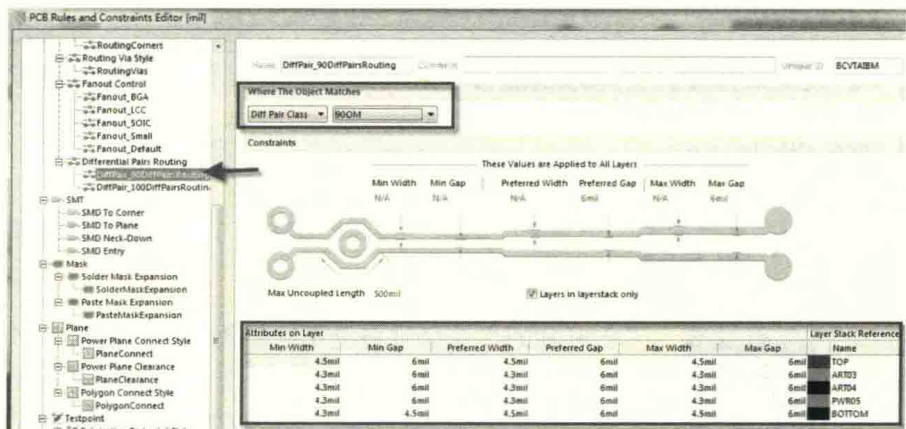 PCB Rules and Constraints Editor [mil]
RoutingCorners
Routing Via Style
RoutingVias
Fanout Control
Fanout_BGA
Fanout_LCC
Fanout_SOIC
Fanout_Small
Fanout_Default
Differential Pairs Routing
DiffPair_90DiffPairsRouting
DiffPair_100DiffPairsRoutin
SMT
SMD To Corner
SMD To Plane
SMD Neck-Down
SMD Entry
Mask
Solder Mask Expansion
SolderMaskExpansion
Paste Mask Expansion
PasteMaskExpansion
Plane
Power Plane Connect Style
PlaneConnect
Power Plane Clearance
PlaneClearance
Polygon Connect Style
PolygonConnect
Testpoint
Name DiffPair_90DiffPairsRouting Comment Unique ID BCVTAIBM
Where The Object Matches
Diff Pair Class 90OM
Constraints
These Values are Applied to All Layers
Min Width Min Gap Preferred Width Preferred Gap Max Width Max Gap
N/A N/A N/A 6mil N/A 6mil
Max Uncoupled Length 500mil Layers in layerstack only
Attributes on Layer Layer Stack Reference
Min Width Min Gap Preferred Width Preferred Gap Max Width Max Gap Name
4.5mil 6mil 4.5mil 6mil 4.5mil 6mil TOP
4.3mil 6mil 4.3mil 6mil 4.3mil 6mil ART03
4.3mil 6mil 4.3mil 6mil 4.3mil 6mil ART04
4.3mil 6mil 4.3mil 6mil 4.3mil 6mil PWR05
4.3mil 4.5mil 4.5mil 6mil 4.5mil 6mil BOTTOM